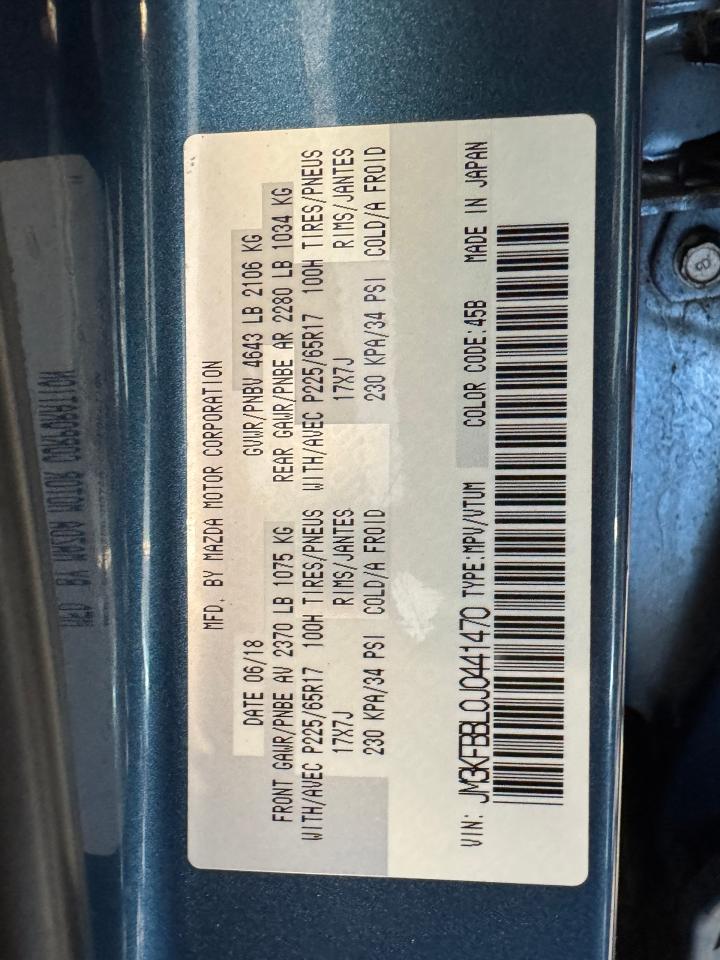 MFD. BY MAZDA MOTOR CORPORATION
DATE 06/18 GVWR/PNBV 4643 LB 2106 KG
FRONT GAWR/PNBE AV 2370 LB 1075 KG REAR GAWR/PNBE AR 2280 LB 1034 KG
WITH/AVEC P225/65R17 100H TIRES/PNEUS WITH/AVEC P225/65R17 100H TIRES/PNEUS
17X7J RIMS/JANTES 17X7J RIMS/JANTES
230 KPA/34 PSI COLD/A FROID 230 KPA/34 PSI COLD/A FROID
VIN: JM3KFBBL0J0441470 TYPE:MPV/VTUM COLOR CODE:45B MADE IN JAPAN